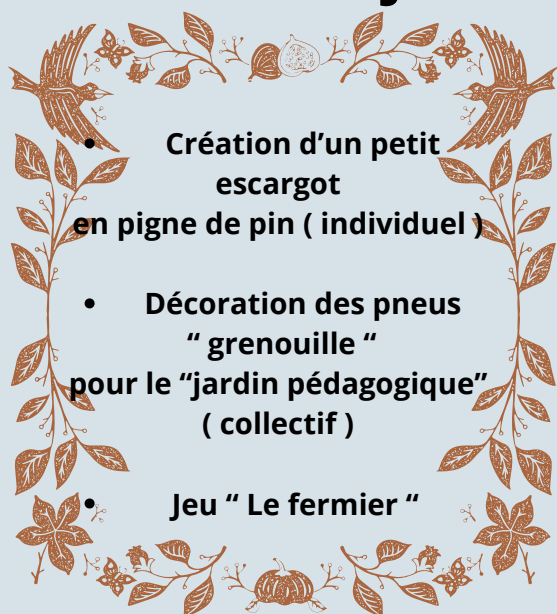 • Création d’un petit
escargot
en pigne de pin ( individuel )
• Décoration des pneus
“ grenouille “
pour le “jardin pédagogique”
( collectif )
• Jeu “ Le fermier “